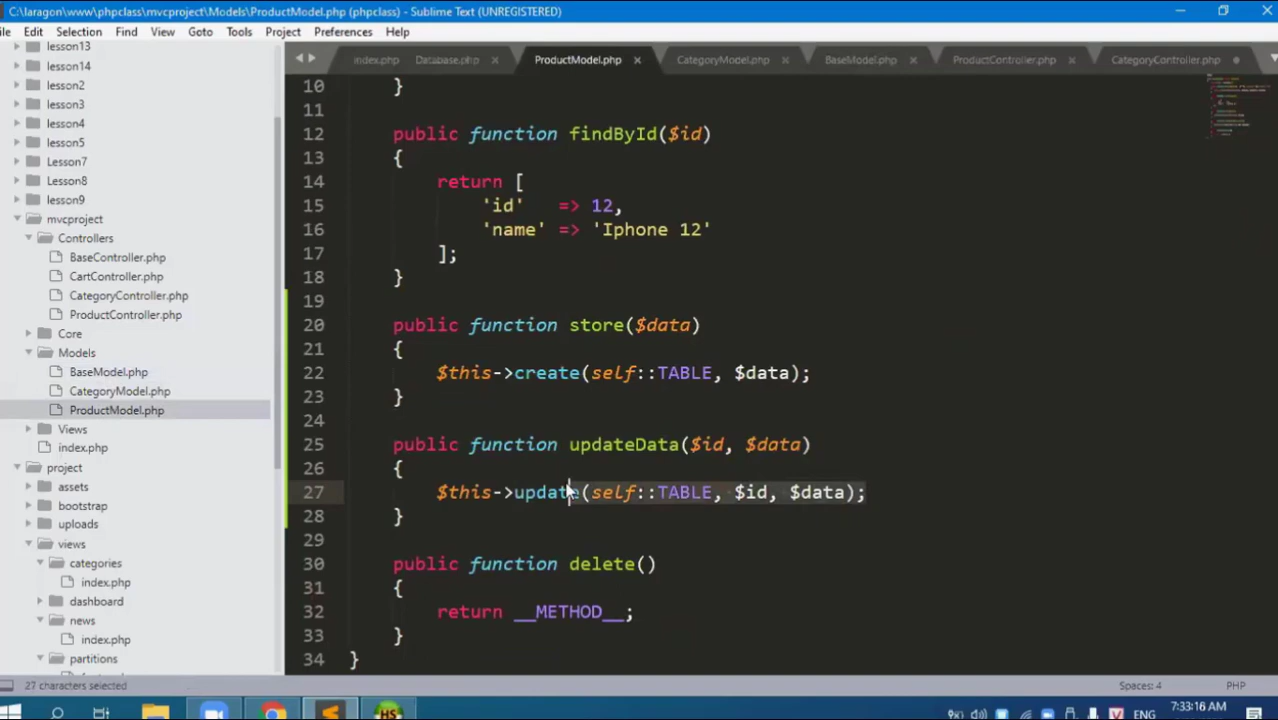 C:\laragon\www\phpclass\mvcproject\Models\ProductModel.php (phpclass) - Sublime Text (UNREGISTERED)
Edit Selection Find View Goto Tools Project Preferences Help
index.php Database.php ProductModel.php CategoryModel.php BaseModel.php ProductController.php CategoryController.php
lesson13
lesson14
lesson2
lesson3
lesson4
lesson5
Lesson7
Lesson8
lesson9
mvcproject
Controllers
BaseController.php
CartController.php
CategoryController.php
ProductController.php
Core
Models
BaseModel.php
CategoryModel.php
ProductModel.php
Views
index.php
project
assets
bootstrap
uploads
views
categories
index.php
dashboard
news
index.php
partitions
10 }
11
12 public function findById($id)
13 {
14 return [
15 'id' => 12,
16 'name' => 'Iphone 12'
17 ];
18 }
19
20 public function store($data)
21 {
22 $this->create(self::TABLE, $data);
23 }
24
25 public function updateData($id, $data)
26 {
27 $this->update(self::TABLE, $id, $data);
28 }
29
30 public function delete()
31 {
32 return __METHOD__;
33 }
34 }
27 characters selected Spaces: 4 PHP
HS V ENG 7:33:16 AM